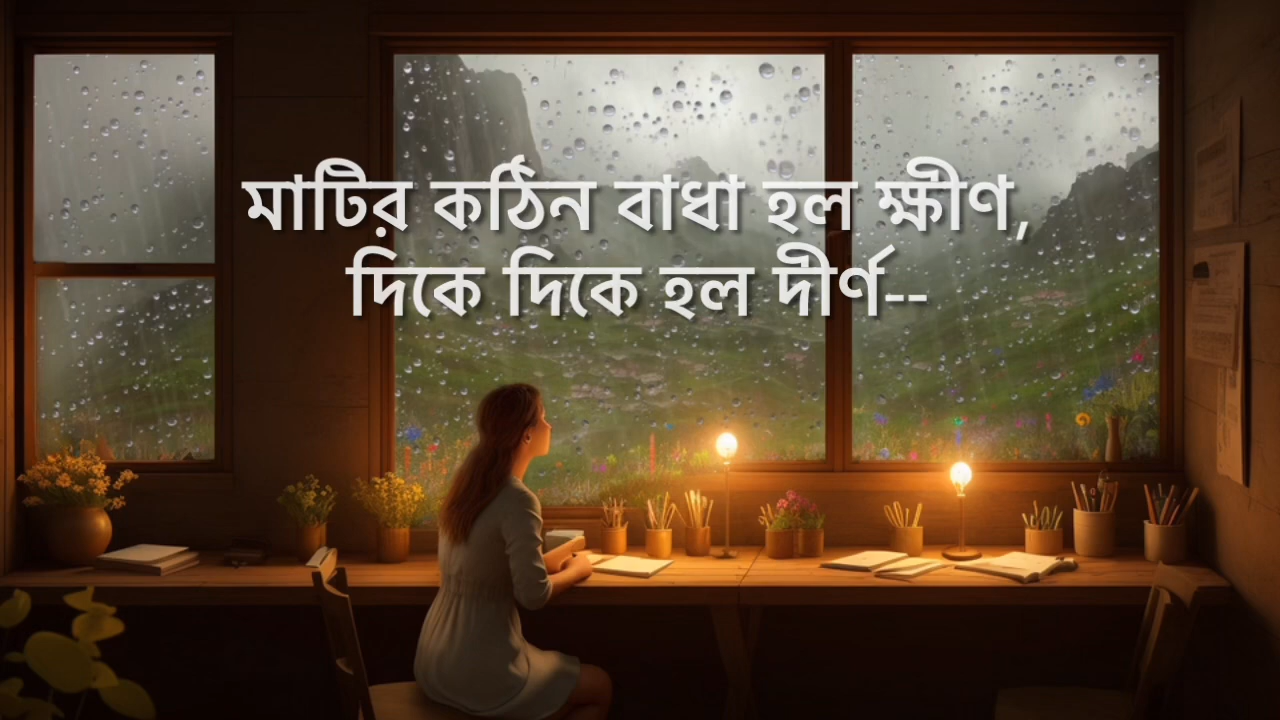 মাটির কঠিন বাধা হল ক্ষীণ,
দিকে দিকে হল দীর্ণ--